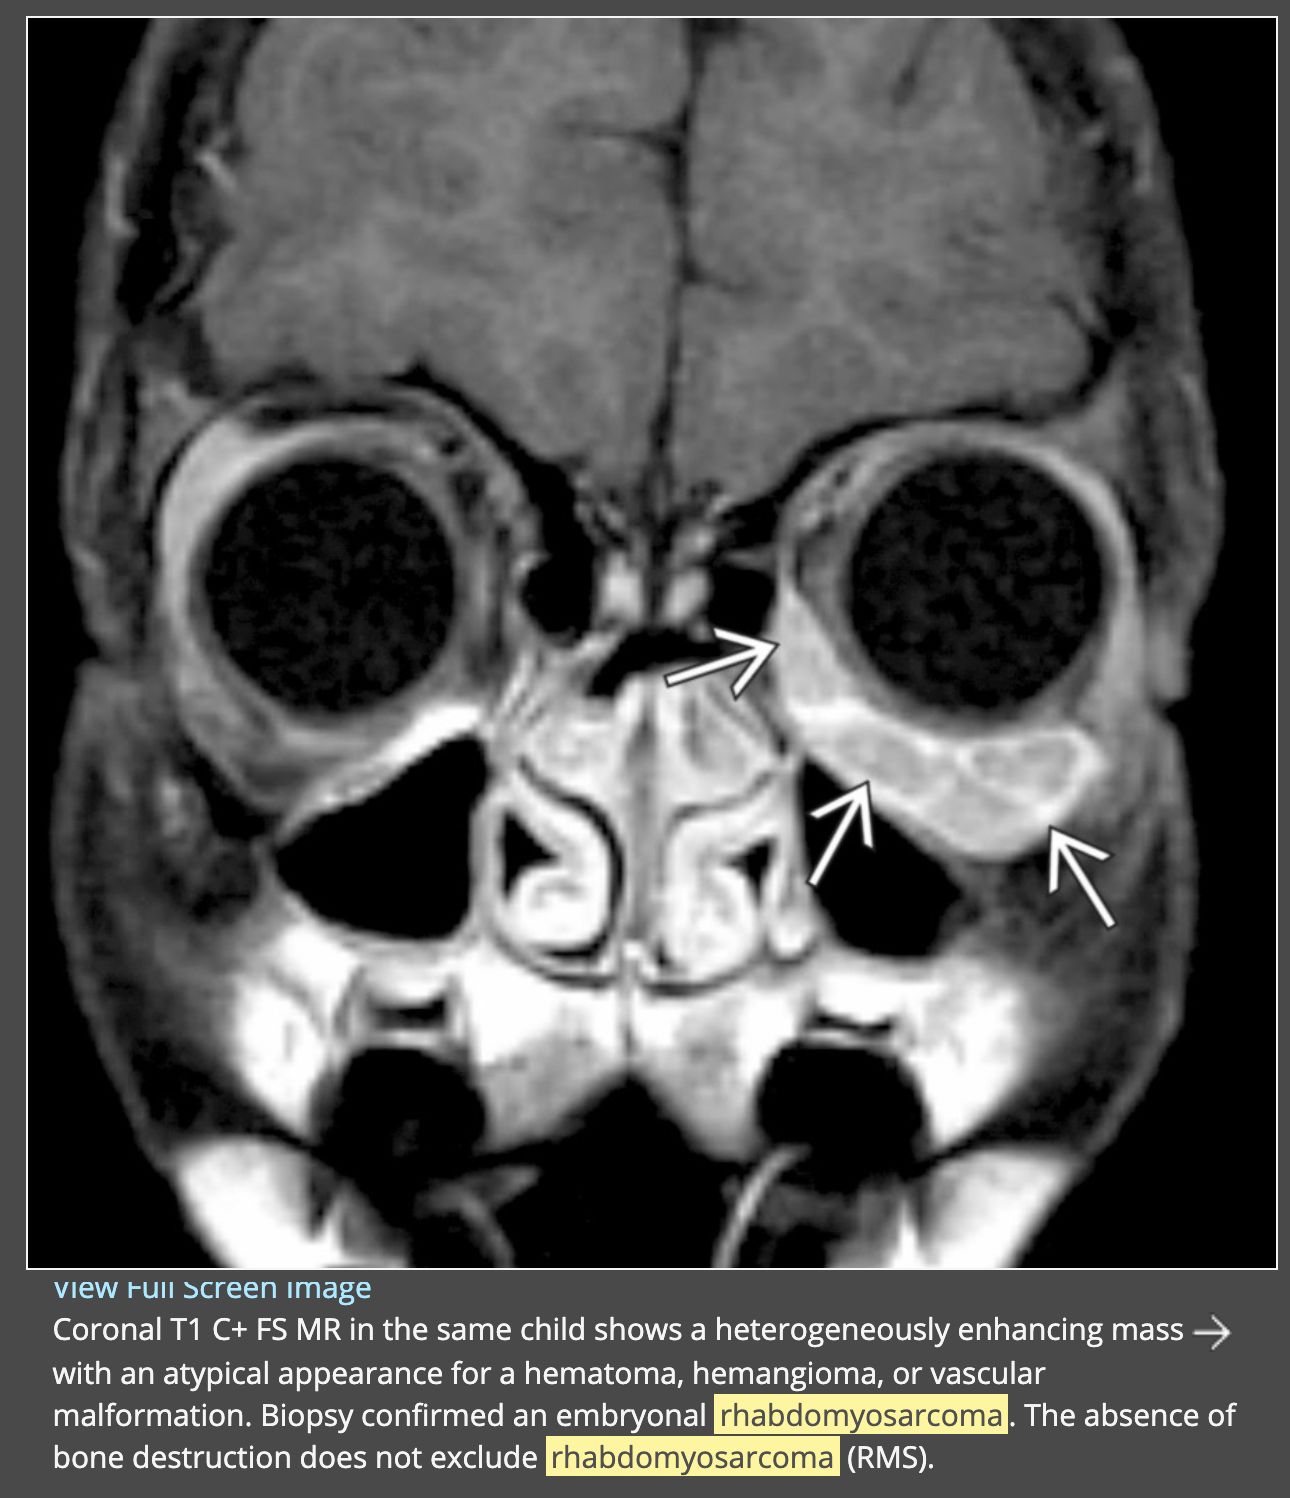 View Full Screen Image
Coronal T1 C+ FS MR in the same child shows a heterogeneously enhancing mass →
with an atypical appearance for a hematoma, hemangioma, or vascular
malformation. Biopsy confirmed an embryonal rhabdomyosarcoma. The absence of
bone destruction does not exclude rhabdomyosarcoma (RMS).